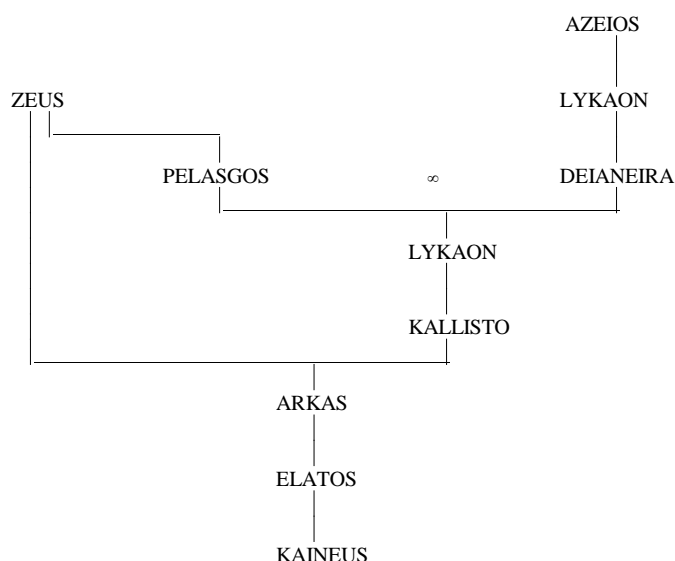 AZEIOS
ZEUS LYKAON
PELASGOS ∞ DEIANEIRA
LYKAON
KALLISTO
ARKAS
ELATOS
KAINEUS